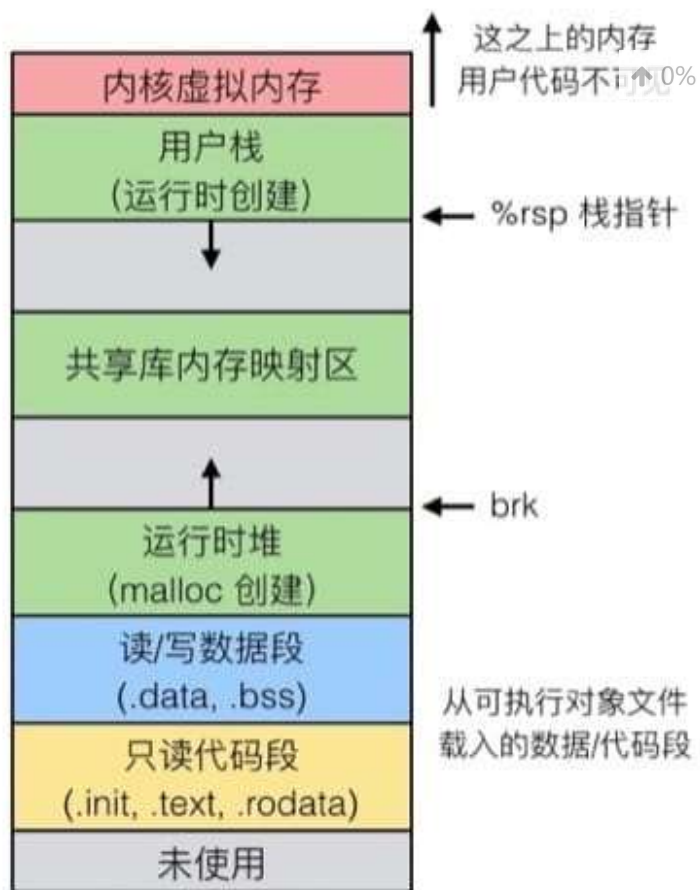 这之上的内存
用户代码不
0%
内核虚拟内存
用户栈
(运行时创建)
%rsp 栈指针
共享库内存映射区
brk
运行时堆
(malloc 创建)
读/写数据段
(.data, .bss)
从可执行对象文件
载入的数据/代码段
只读代码段
(.init, .text, .rodata)
未使用